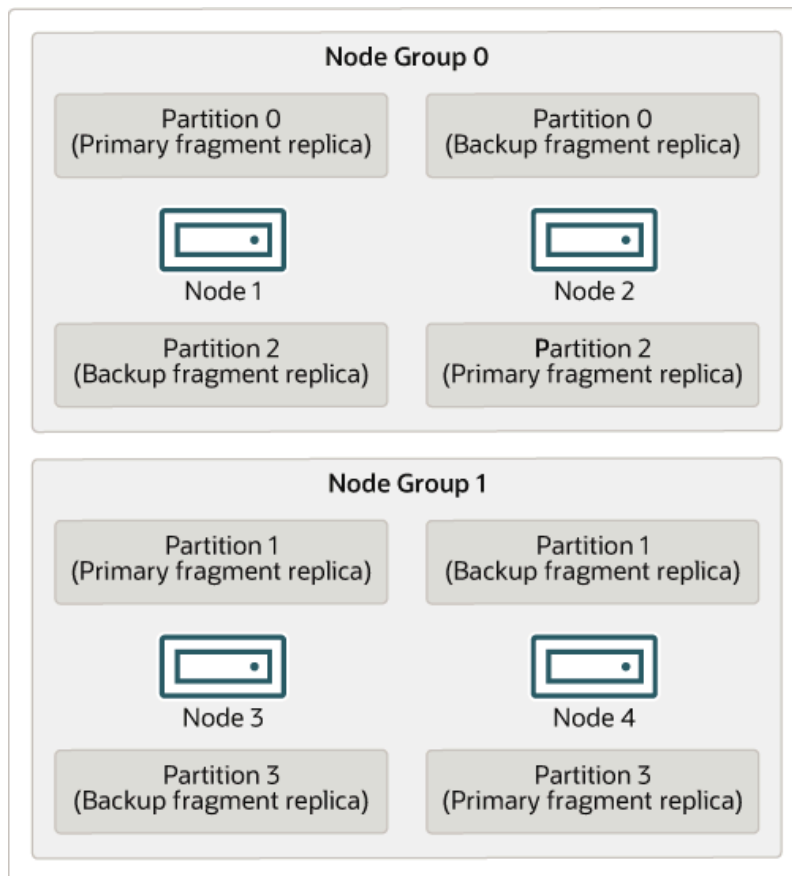 Node Group 0
Partition 0
(Primary fragment replica)
Partition 0
(Backup fragment replica)
Node 1
Node 2
Partition 2
(Backup fragment replica)
Partition 2
(Primary fragment replica)
Node Group 1
Partition 1
(Primary fragment replica)
Partition 1
(Backup fragment replica)
Node 3
Node 4
Partition 3
(Backup fragment replica)
Partition 3
(Primary fragment replica)